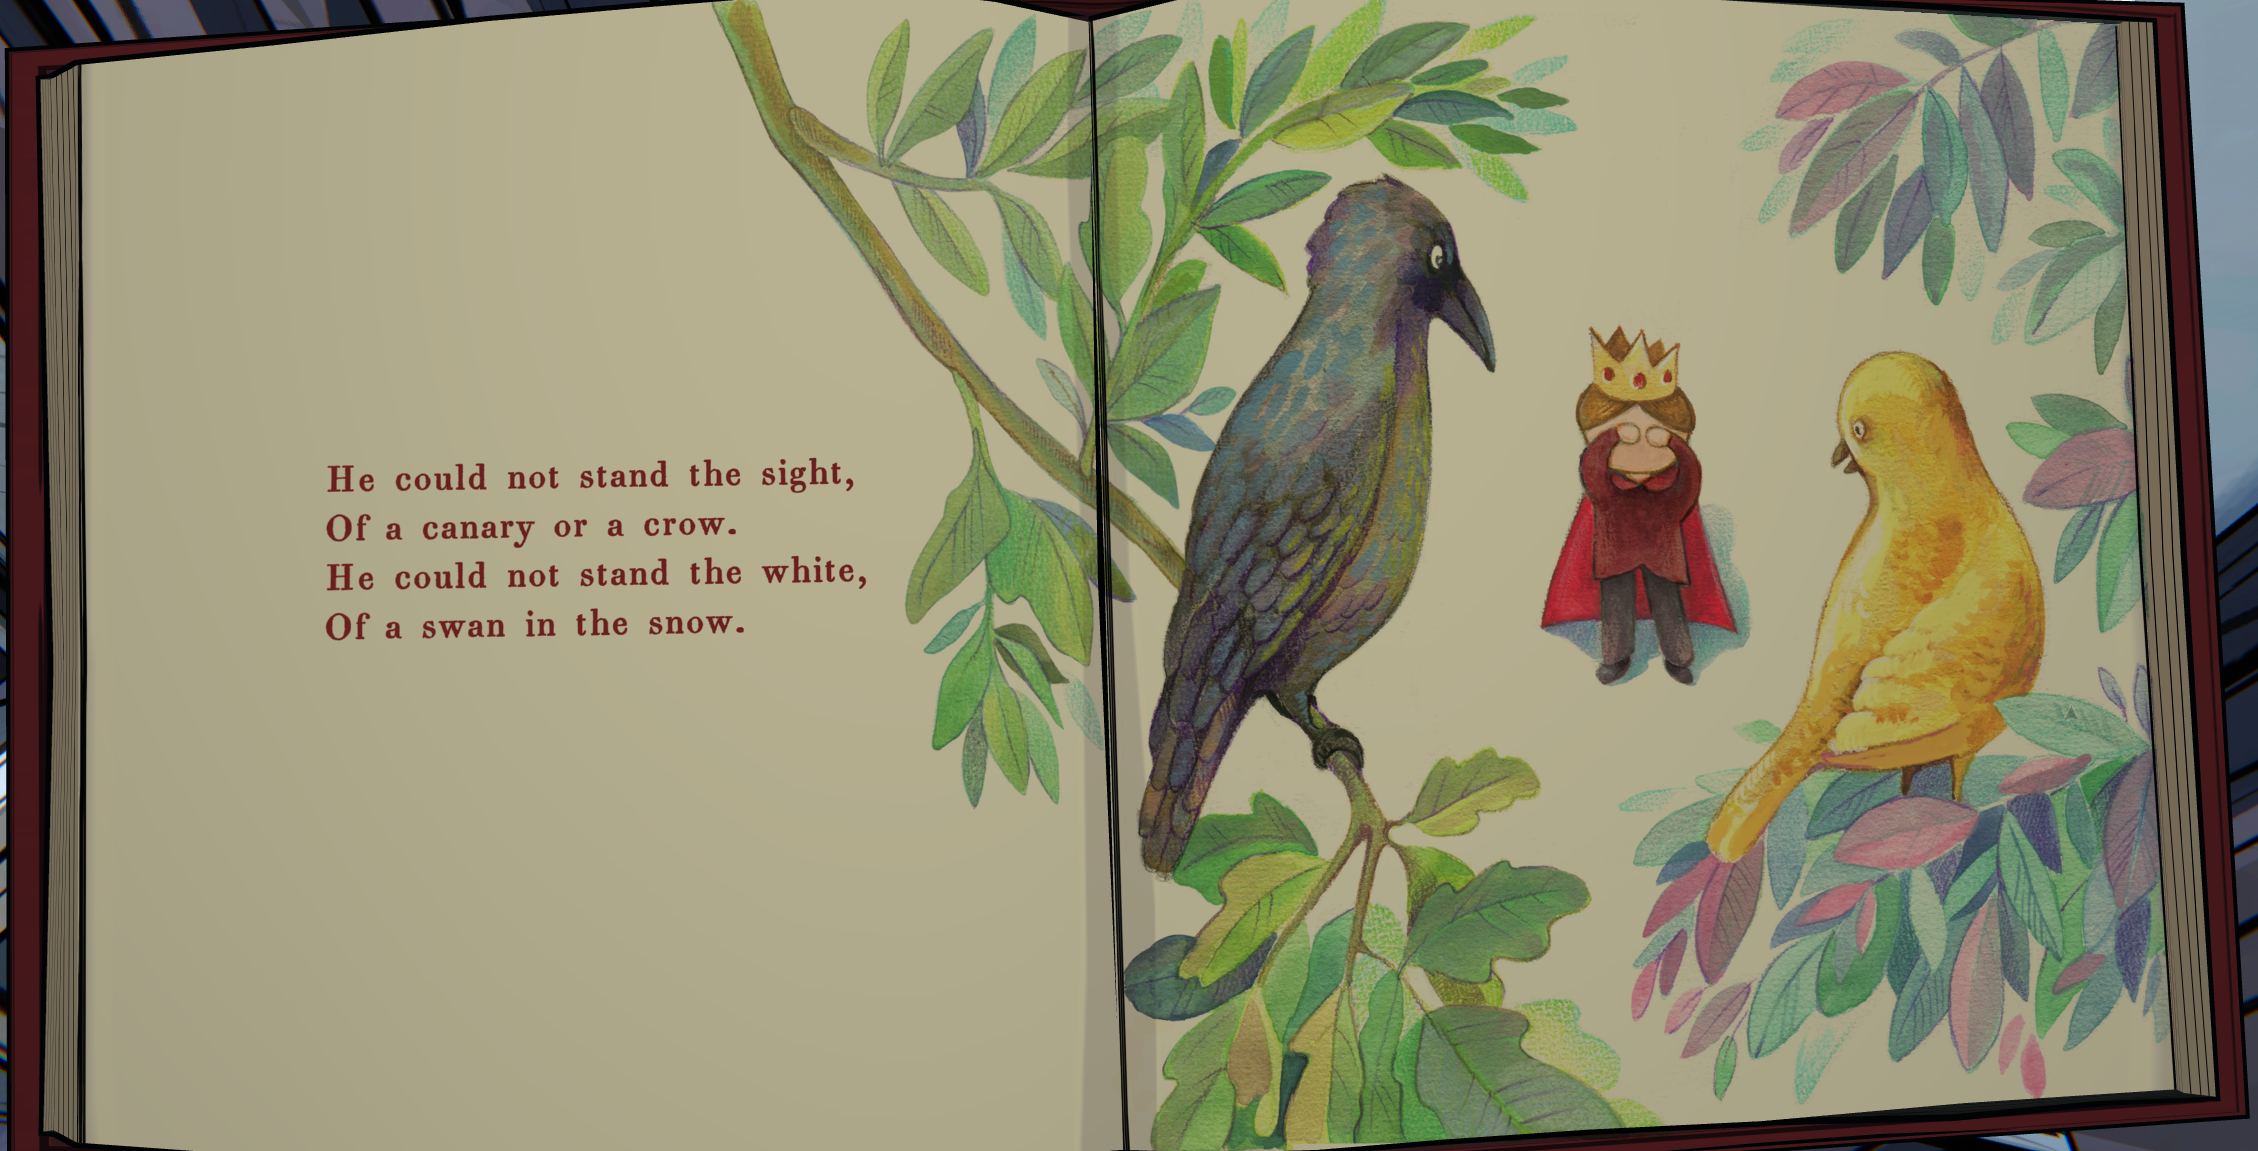 He could not stand the sight,
Of a canary or a crow.
He could not stand the white,
Of a swan in the snow.